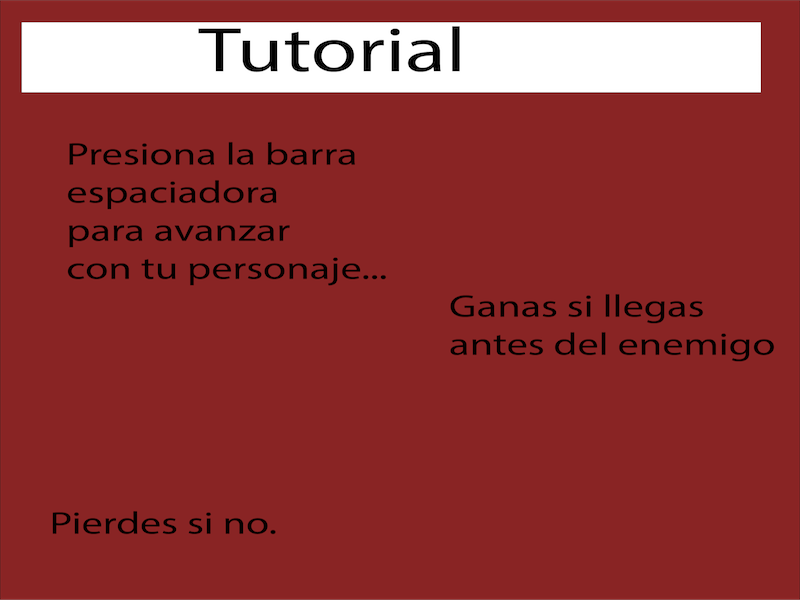 Tutorial
Presiona la barra
espaciadora
para avanzar
con tu personaje...
Ganas si llegas
antes del enemigo
Pierdes si no.